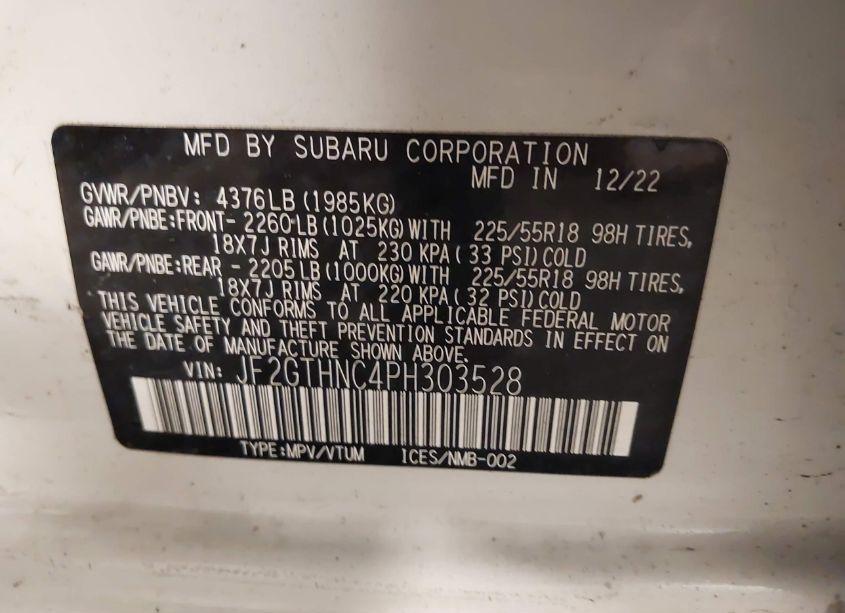 MFD BY SUBARU CORPORATION
MFD IN 12/22
GVWR/PNBV: 4376LB (1985KG)
GAWR/PNBE:FRONT- 2260 LB (1025KG) WITH 225/55R18 98H TIRES,
18X7J RIMS AT 230 KPA( 33 PSI) COLD
GAWR/PNBE:REAR - 2205 LB (1000KG) WITH 225/55R18 98H TIRES,
18X7J RIMS AT 220 KPA( 32 PSI) COLD
THIS VEHICLE CONFORMS TO ALL APPLICABLE FEDERAL MOTOR
VEHICLE SAFETY AND THEFT PREVENTION STANDARDS IN EFFECT ON
THE DATE OF MANUFACTURE SHOWN ABOVE.
VIN: JF2GTHNC4PH303528
TYPE:MPV/VTUM ICES/NMB-002